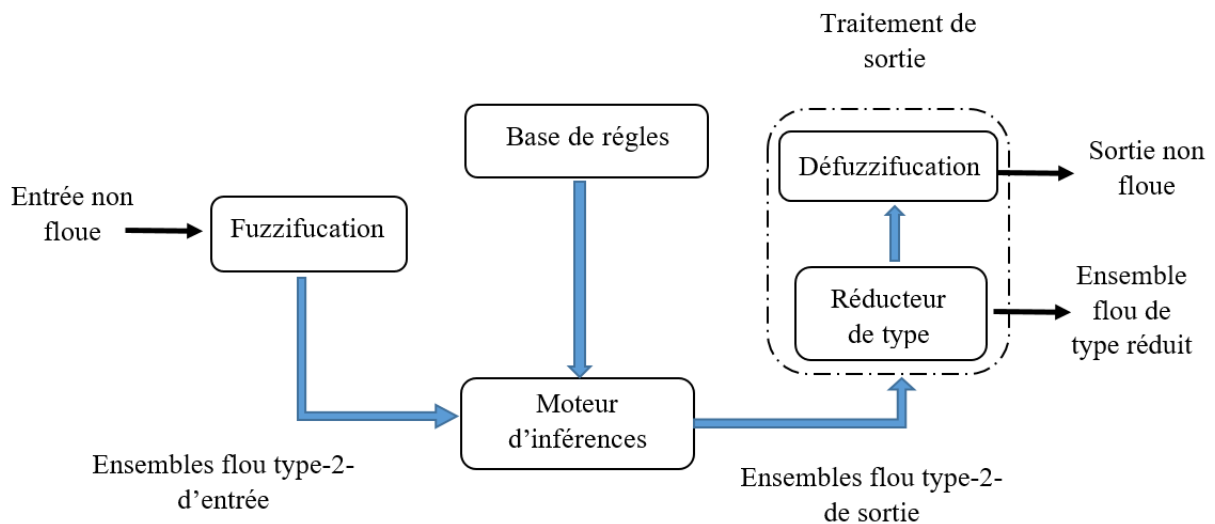 Traitement de
sortie
Base de régles
Défuzzifucation
Sortie non
floue
Entrée non
floue
Fuzzifucation
Réducteur
de type
Ensemble
flou de
type réduit
Moteur
d’inférences
Ensembles flou type-2-
d’entrée
Ensembles flou type-2-
de sortie